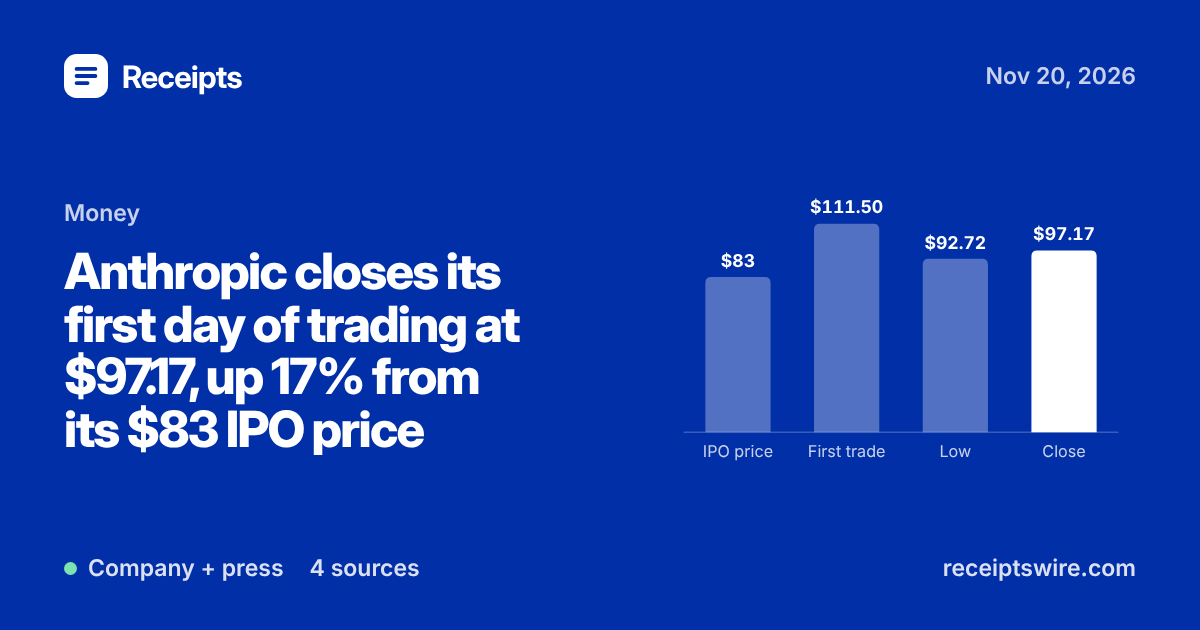 Receipts
Nov 20, 2026
Money
Anthropic closes its
first day of trading at
$97.17, up 17% from
its $83 IPO price
$83
$111.50
$92.72
$97.17
IPO price
First trade
Low
Close
Company + press
4 sources
receiptswire.com